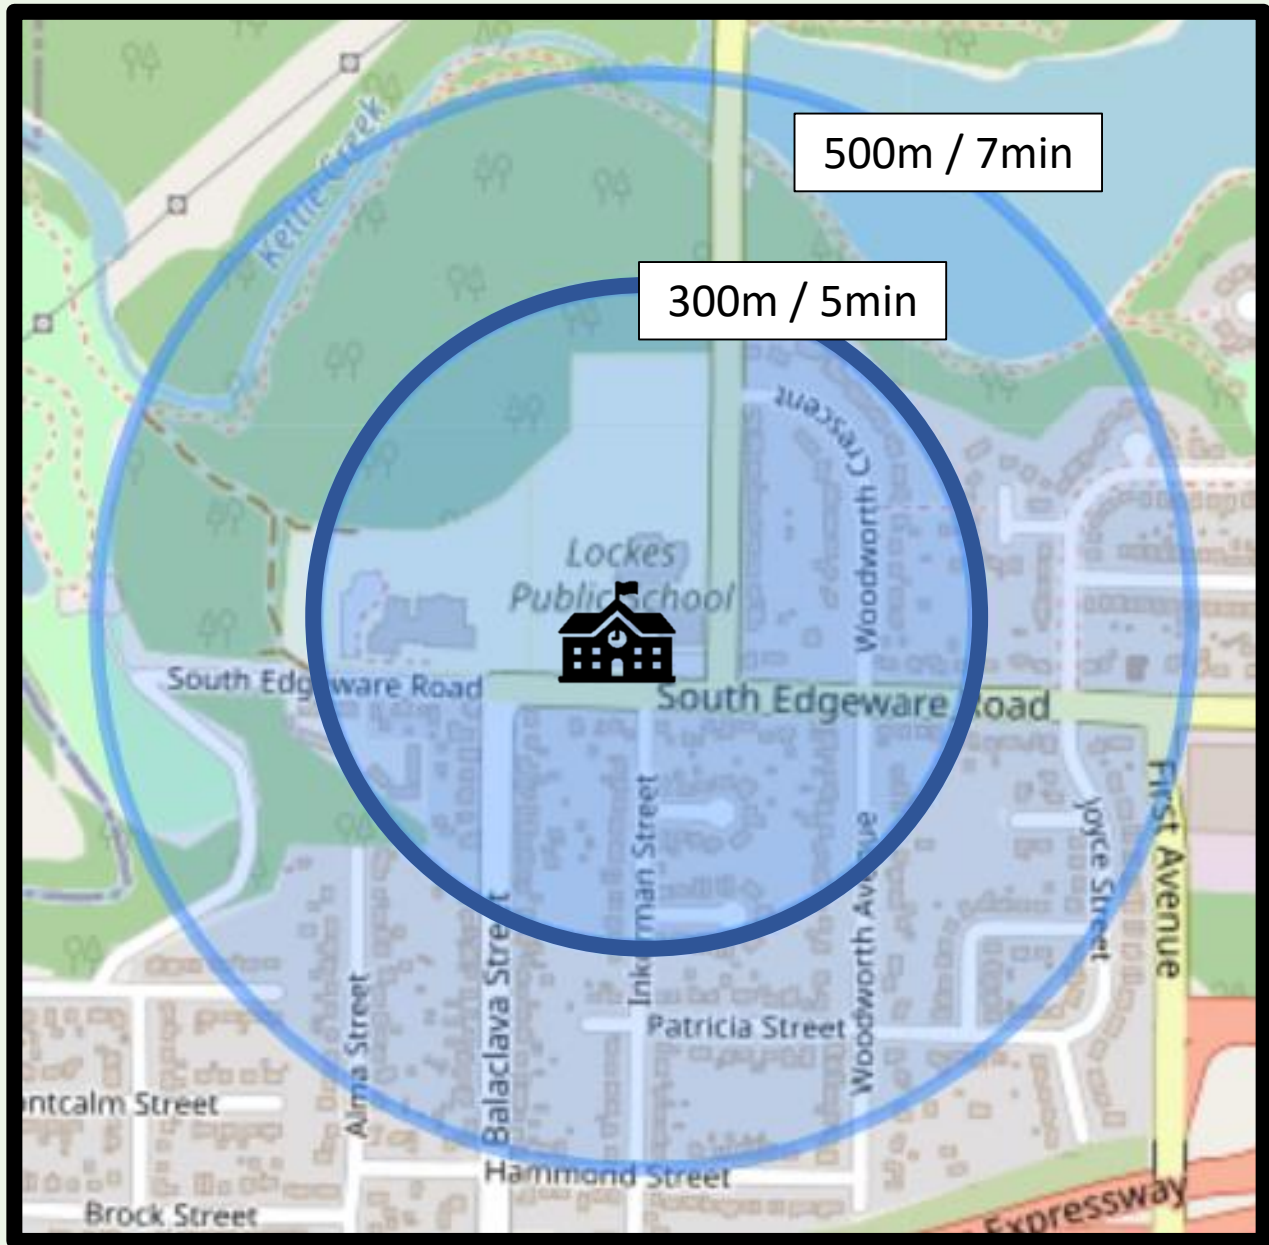 Kettle Creek
500m / 7min
300m / 5min
Woodworth Crescent
Lockes
Public School
South Edgeware Road
South Edgeware Road
First Avenue
Inkerman Street
Joyce Street
Woodworth Avenue
Balaclava Street
Alma Street
Patricia Street
ntcalm Street
Hammond Street
Brock Street
Expressway